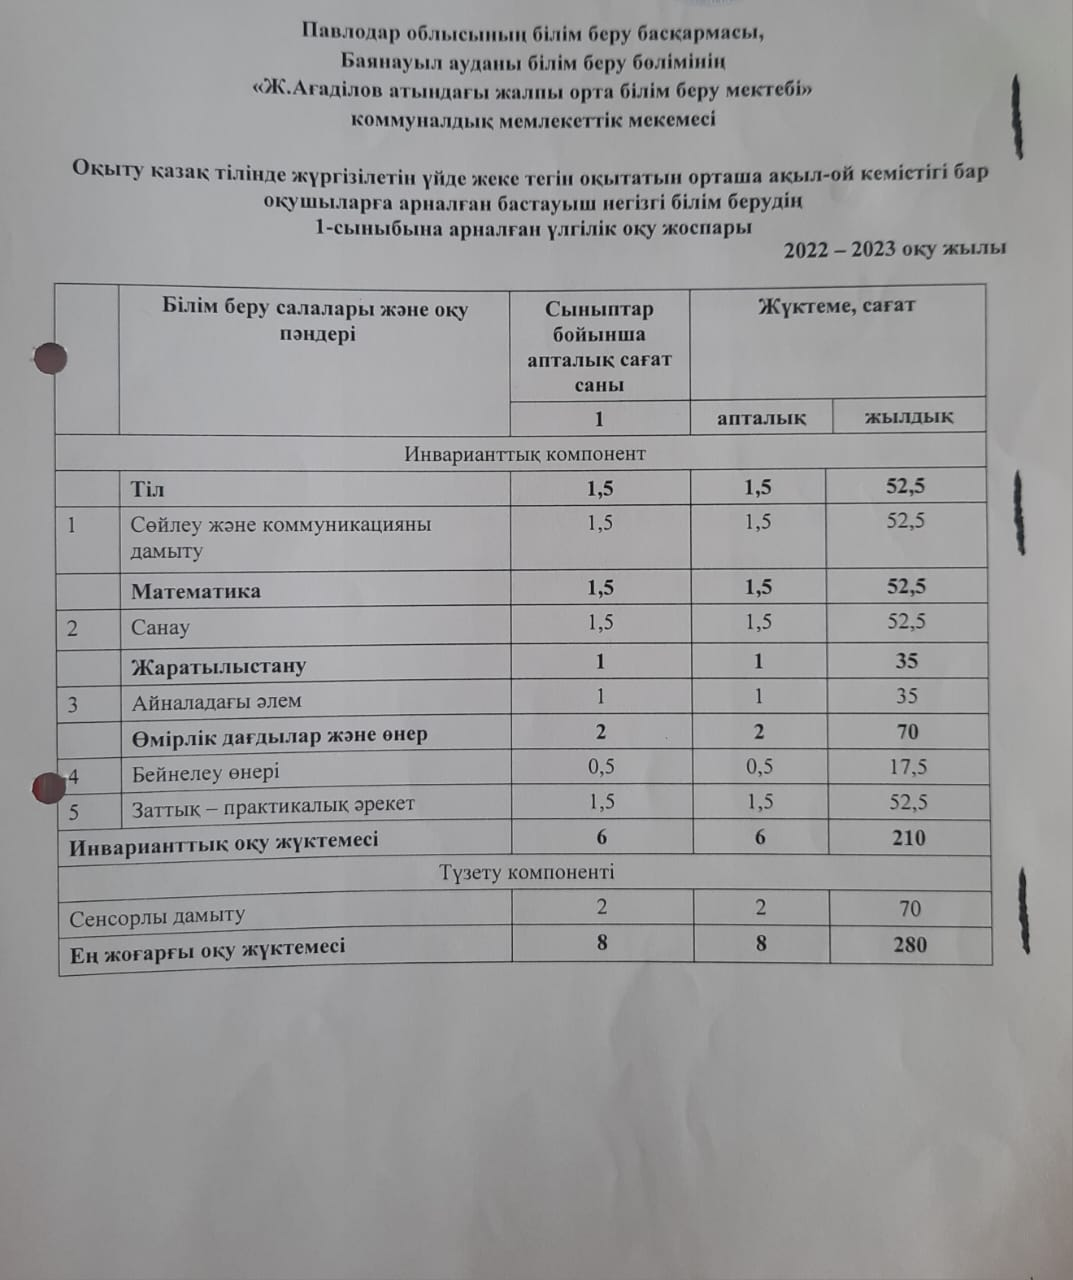 Павлодар облысының білім беру басқармасы,
Баянауыл ауданы білім беру бөлімінің
«Ж.Ағаділов атындағы жалпы орта білім беру мектебі»
коммуналдық мемлекеттік мекемесі
Оқыту қазақ тілінде жүргізілетін үйде жеке тегін оқытатын орташа ақыл-ой кемістігі бар
оқушыларға арналған бастауыш негізгі білім берудің
1-сыныбына арналған үлгілік оқу жоспары
2022 – 2023 оқу жылы
Білім беру салалары және оқу
пәндері
Сыныптар
бойынша
апталық сағат
саны
Жүктеме, сағат
1 апталық жылдық
Инварианттық компонент
Тіл 1,5 1,5 52,5
1 Сөйлеу және коммуникацияны 1,5 1,5 52,5
дамыту
Математика 1,5 1,5 52,5
2 Санау 1,5 1,5 52,5
Жаратылыстану 1 1 35
3 Айналадағы әлем 1 1 35
Өмірлік дағдылар және өнер 2 2 70
4 Бейнелеу өнері 0,5 0,5 17,5
5 Заттық – практикалық әрекет 1,5 1,5 52,5
Инварианттық оқу жүктемесі 6 6 210
Түзету компоненті
Сенсорлы дамыту 2 2 70
Ең жоғарғы оқу жүктемесі 8 8 280